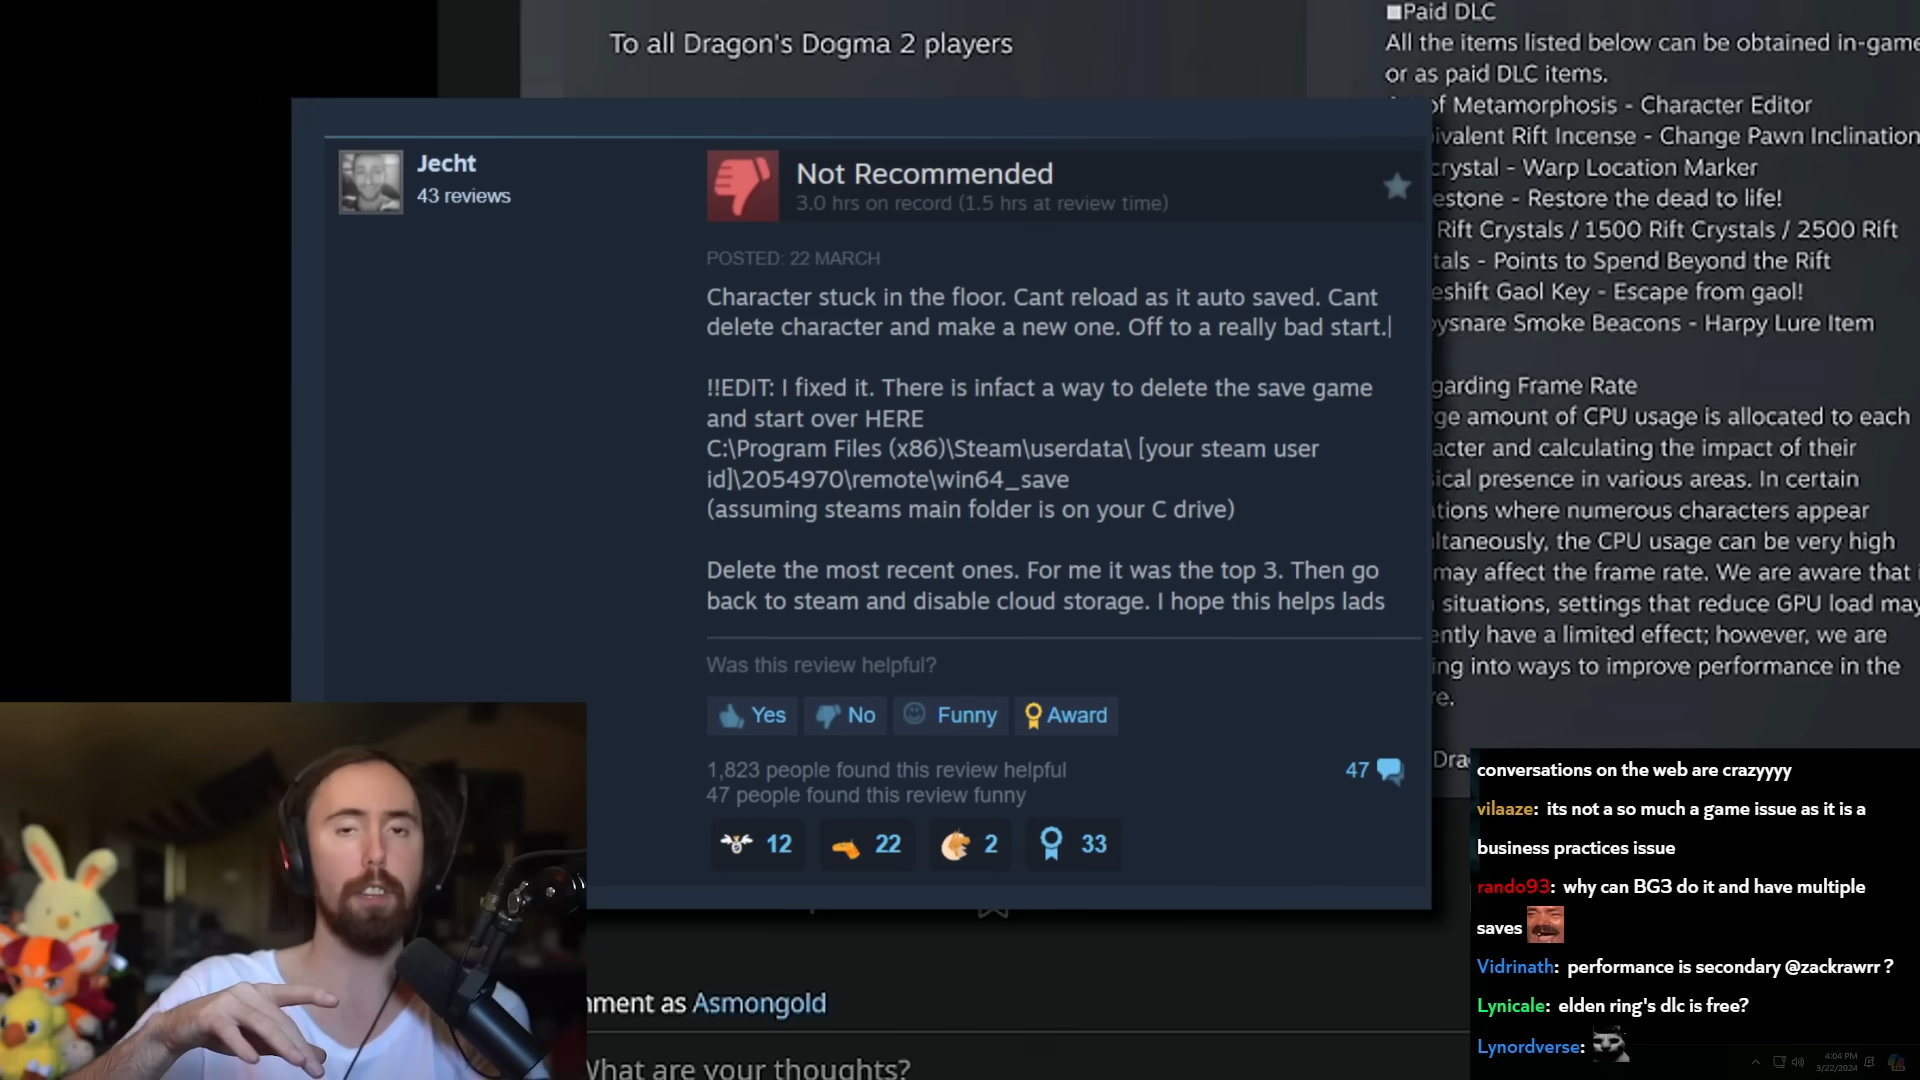 To all Dragon's Dogma 2 players
■Paid DLC
All the items listed below can be obtained in-game
or as paid DLC items.
of Metamorphosis - Character Editor
Rift Incense - Change Pawn Inclination
crystal - Warp Location Marker
- Restore the dead to life!
Rift Crystals / 1500 Rift Crystals / 2500 Rift
- Points to Spend Beyond the Rift
Gaol Key - Escape from gaol!
Smoke Beacons - Harpy Lure Item
Frame Rate
amount of CPU usage is allocated to each
and calculating the impact of their
presence in various areas. In certain
where numerous characters appear
the CPU usage can be very high
may affect the frame rate. We are aware that
situations, settings that reduce GPU load may
have a limited effect; however, we are
into ways to improve performance in the
Jecht
43 reviews
Not Recommended
3.0 hrs on record (1.5 hrs at review time)
POSTED: 22 MARCH
Character stuck in the floor. Cant reload as it auto saved. Cant
delete character and make a new one. Off to a really bad start.
!!EDIT: I fixed it. There is infact a way to delete the save game
and start over HERE
C:\Program Files (x86)\Steam\userdata\ [your steam user
id]\2054970\remote\win64_save
(assuming steams main folder is on your C drive)
Delete the most recent ones. For me it was the top 3. Then go
back to steam and disable cloud storage. I hope this helps lads
Was this review helpful?
Yes No Funny Award
1,823 people found this review helpful
47 people found this review funny
47
12 22 2 33
as Asmongold
What are your thoughts?
conversations on the web are crazyyyy
vilaaze: its not a so much a game issue as it is a
business practices issue
rando93: why can BG3 do it and have multiple
saves
Vidrinath: performance is secondary @zackrawrr ?
Lynicale: elden ring's dlc is free?
Lynordverse:
4:04 PM
3/22/2024